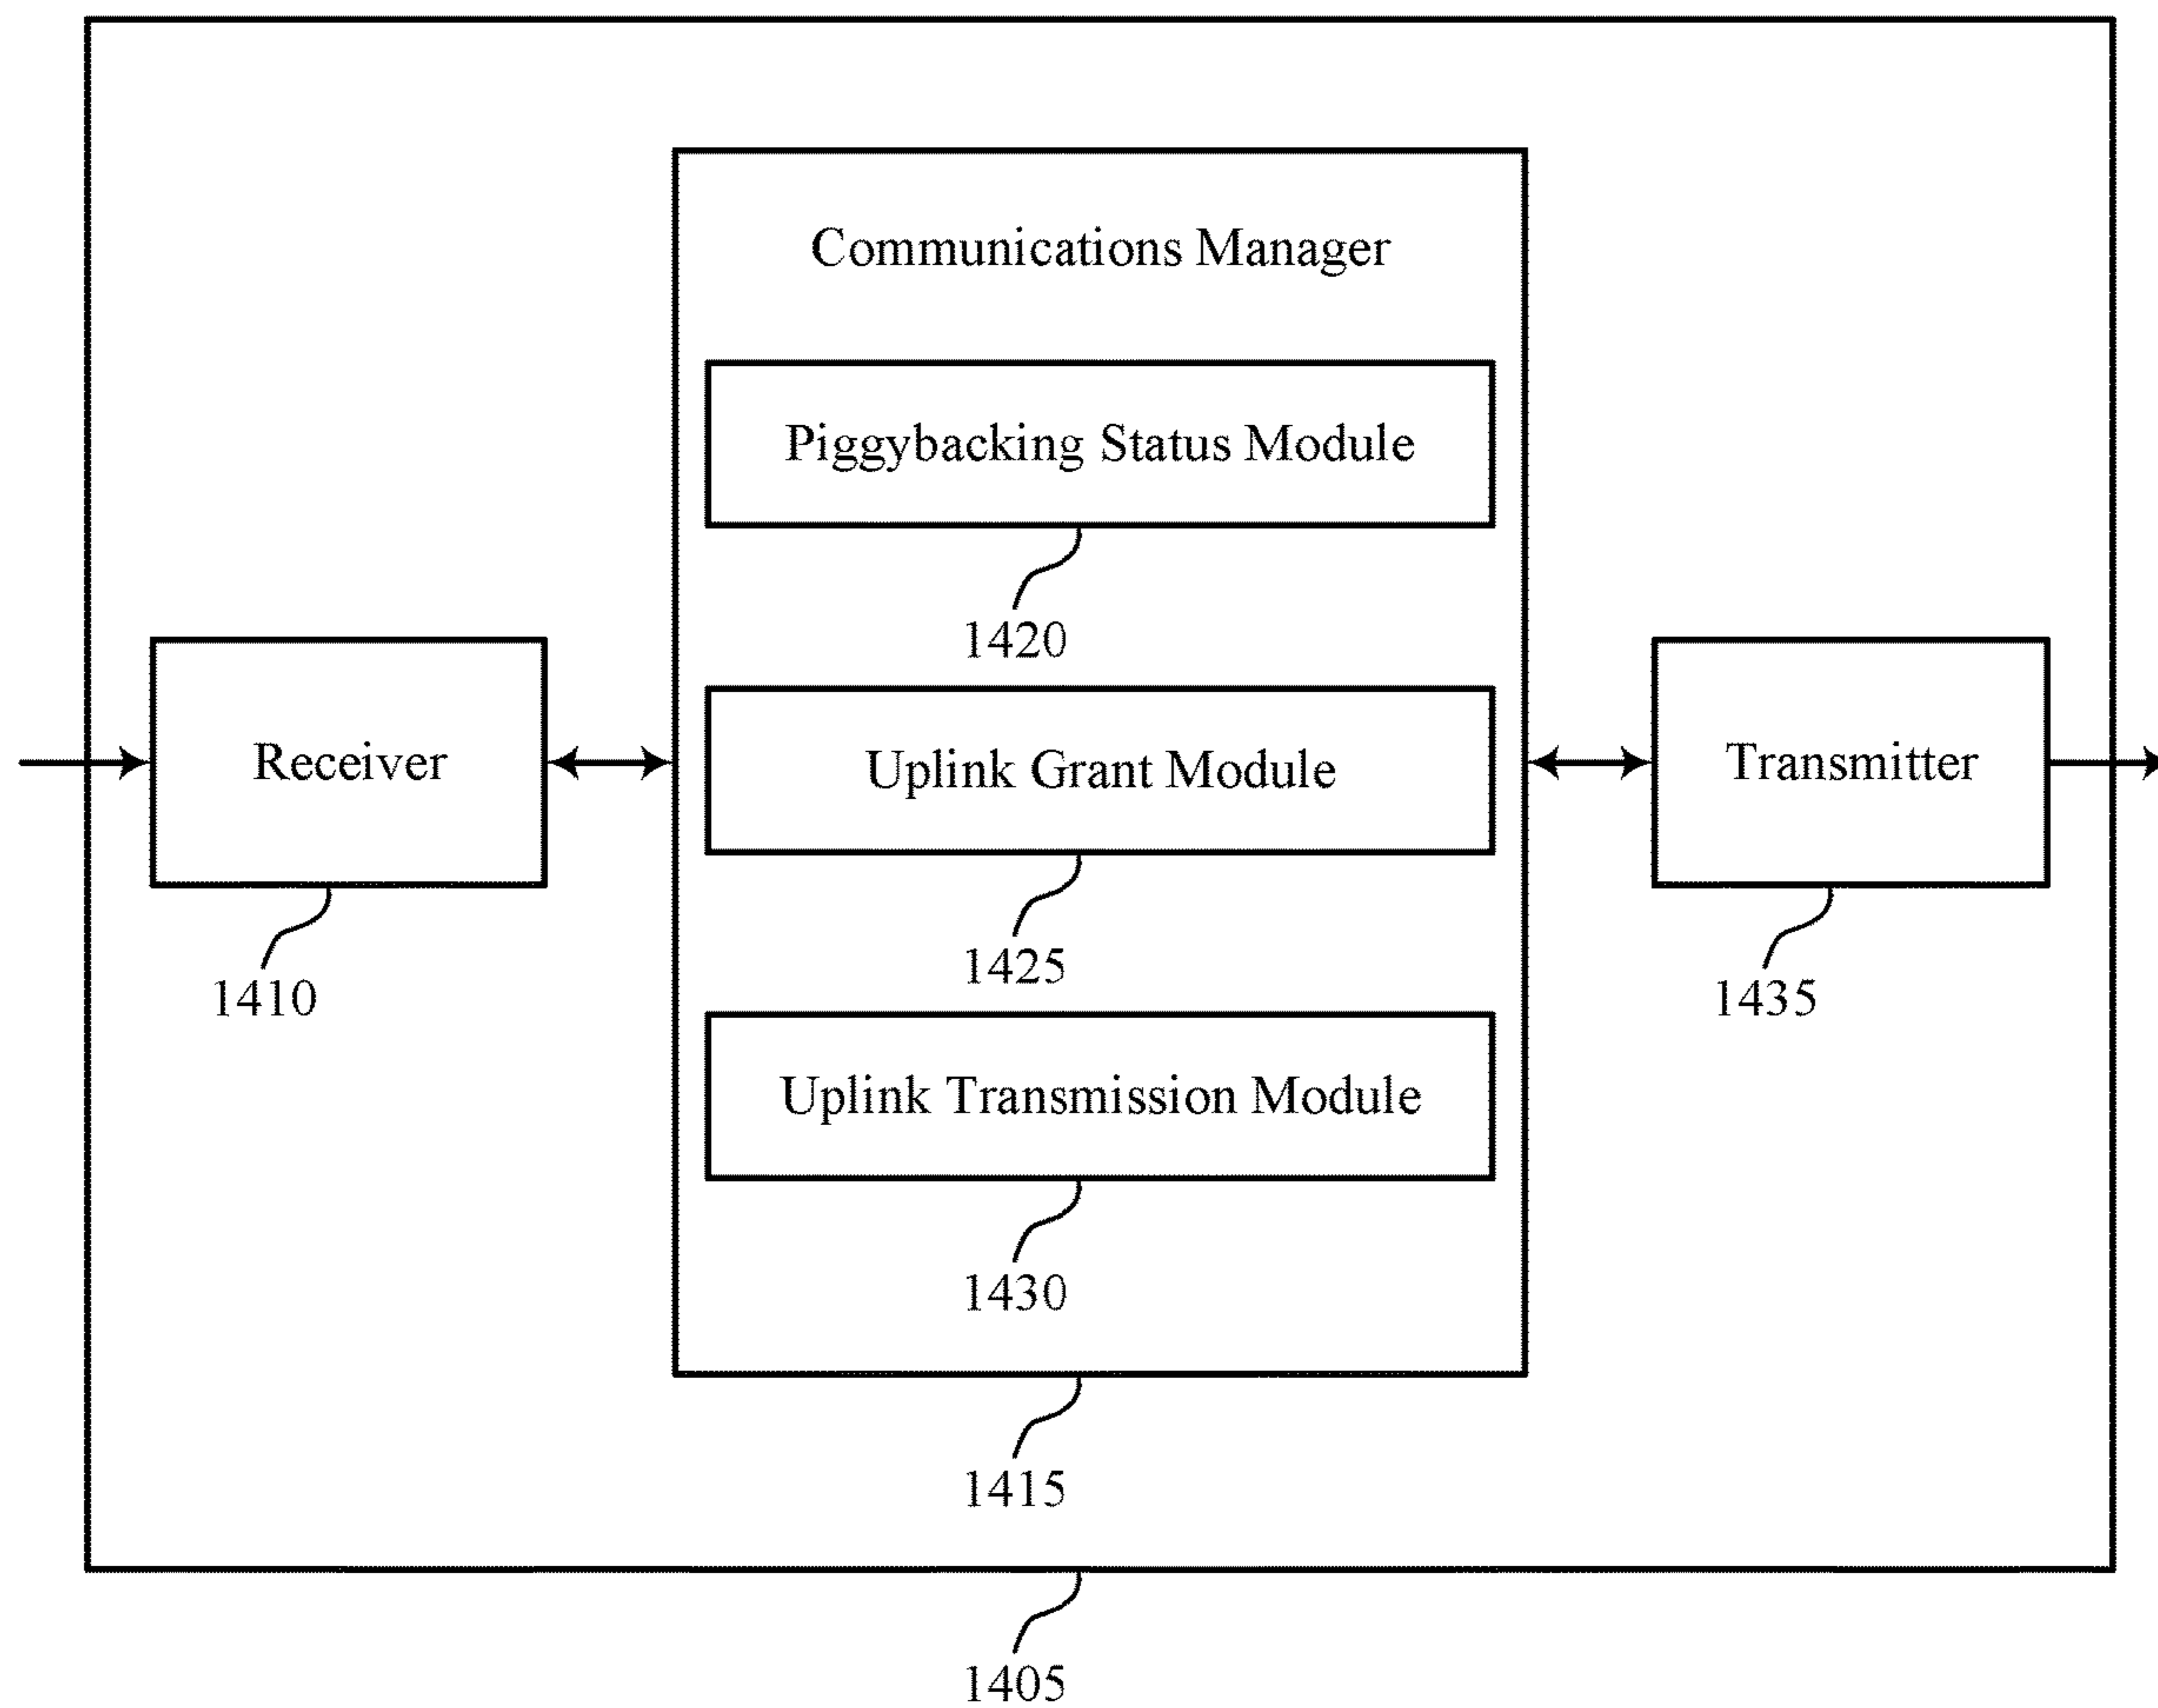 Communications Manager
Piggybacking Status Module
1420
Receiver
1410
Uplink Grant Module
1425
Transmitter
1435
Uplink Transmission Module
1430
1415
1405